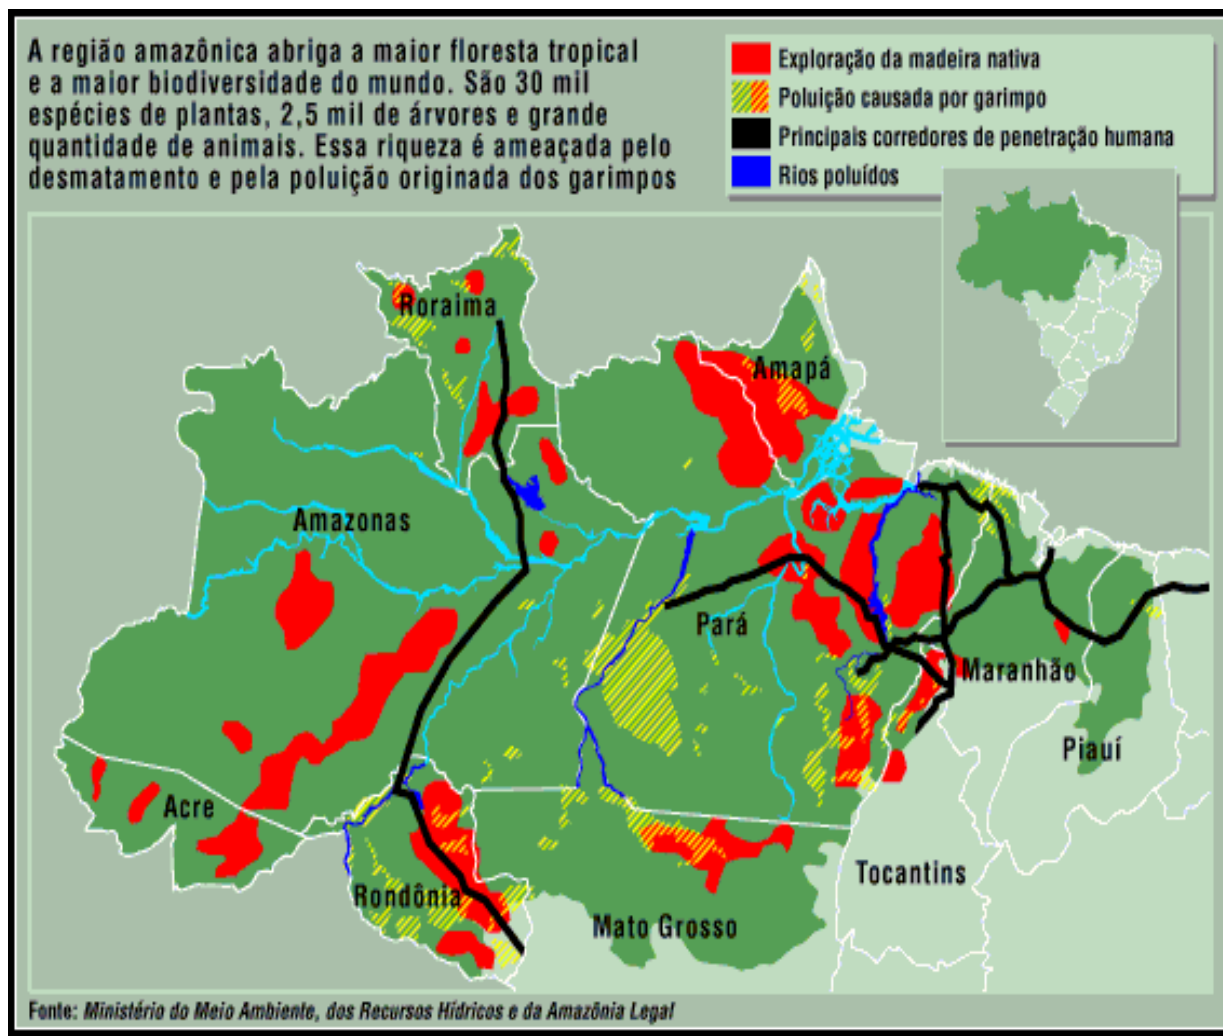 A região amazônica abriga a maior floresta tropical
e a maior biodiversidade do mundo. São 30 mil
espécies de plantas, 2,5 mil de árvores e grande
quantidade de animais. Essa riqueza é ameaçada pelo
desmatamento e pela poluição originada dos garimpos
Exploração da madeira nativa
Poluição causada por garimpo
Principais corredores de penetração humana
Rios poluídos
Roraima
Amapá
Amazonas
Pará
Maranhão
Piauí
Acre
Tocantins
Rondônia
Mato Grosso
Fonte: Ministério do Meio Ambiente, dos Recursos Hídricos e da Amazônia Legal